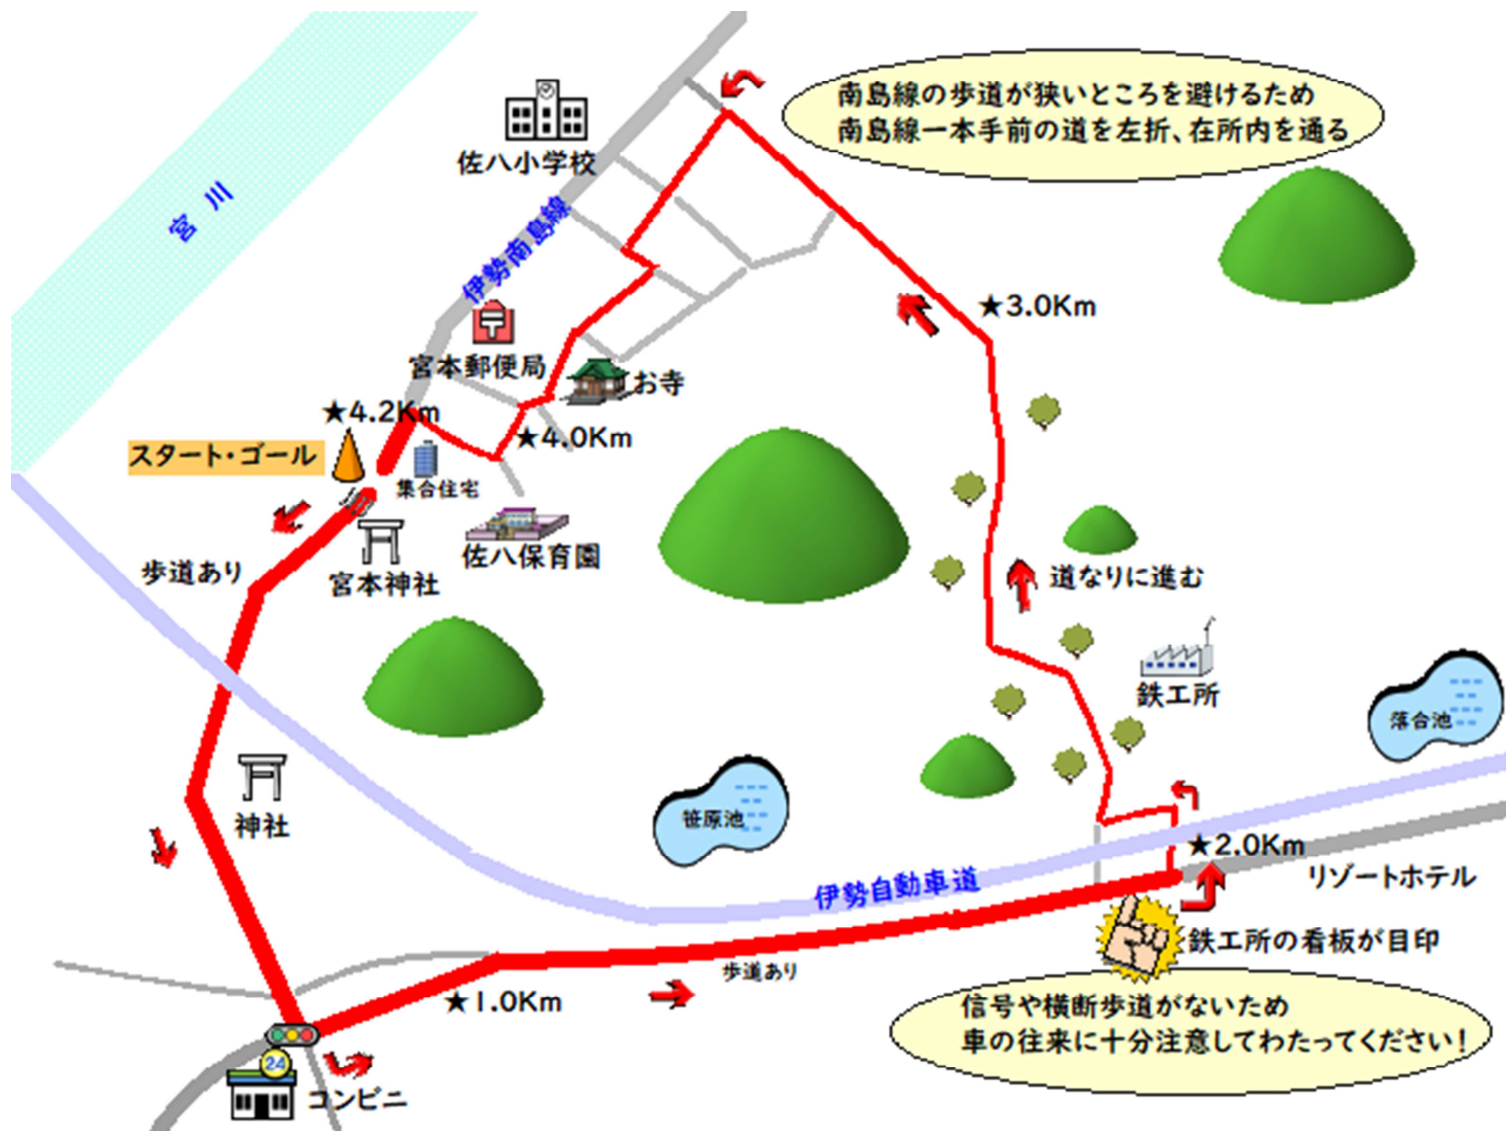 南島線の歩道が狭いところを避けるため
南島線一本手前の道を左折、在所内を通る
佐八小学校
宮川
伊勢南島線
★3.0Km
宮本郵便局
お寺
★4.2Km
★4.0Km
スタート・ゴール
集合住宅
佐八保育園
歩道あり
宮本神社
道なりに進む
鉄工所
落合池
神社
笹原池
★2.0Km
リゾートホテル
伊勢自動車道
鉄工所の看板が目印
歩道あり
★1.0Km
信号や横断歩道がないため
車の往来に十分注意してわたってください!
24
コンビニ